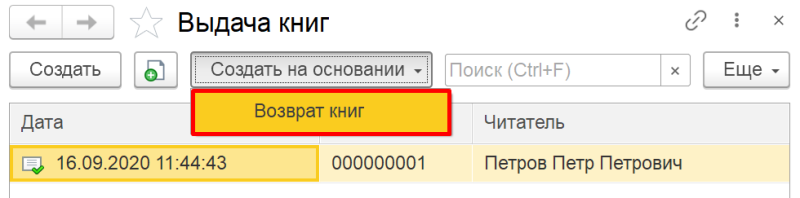 Выдача книг
Создать Создать на основании Поиск (Ctrl+F) × Еще
Возврат книг
Дата Читатель
16.09.2020 11:44:43 000000001 Петров Петр Петрович